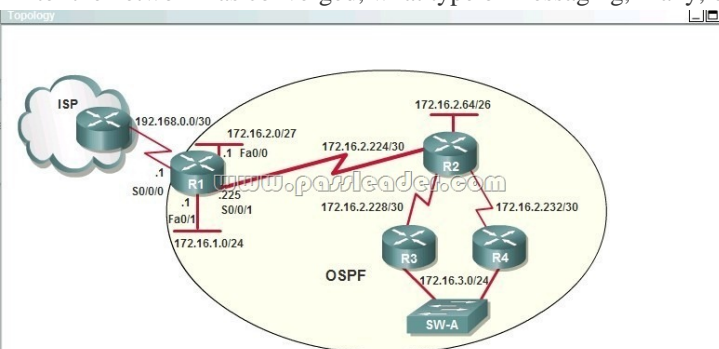 Topology
ISP
192.168.0.0/30
172.16.2.0/27
.1 Fa0/0
172.16.2.64/26
172.16.2.224/30
R2
.1
S0/0/0
R1
.225
S0/0/1
.1
Fa0/1
172.16.1.0/24
www.passleader.com
172.16.2.228/30
172.16.2.232/30
R3
R4
OSPF
172.16.3.0/24
SW-A